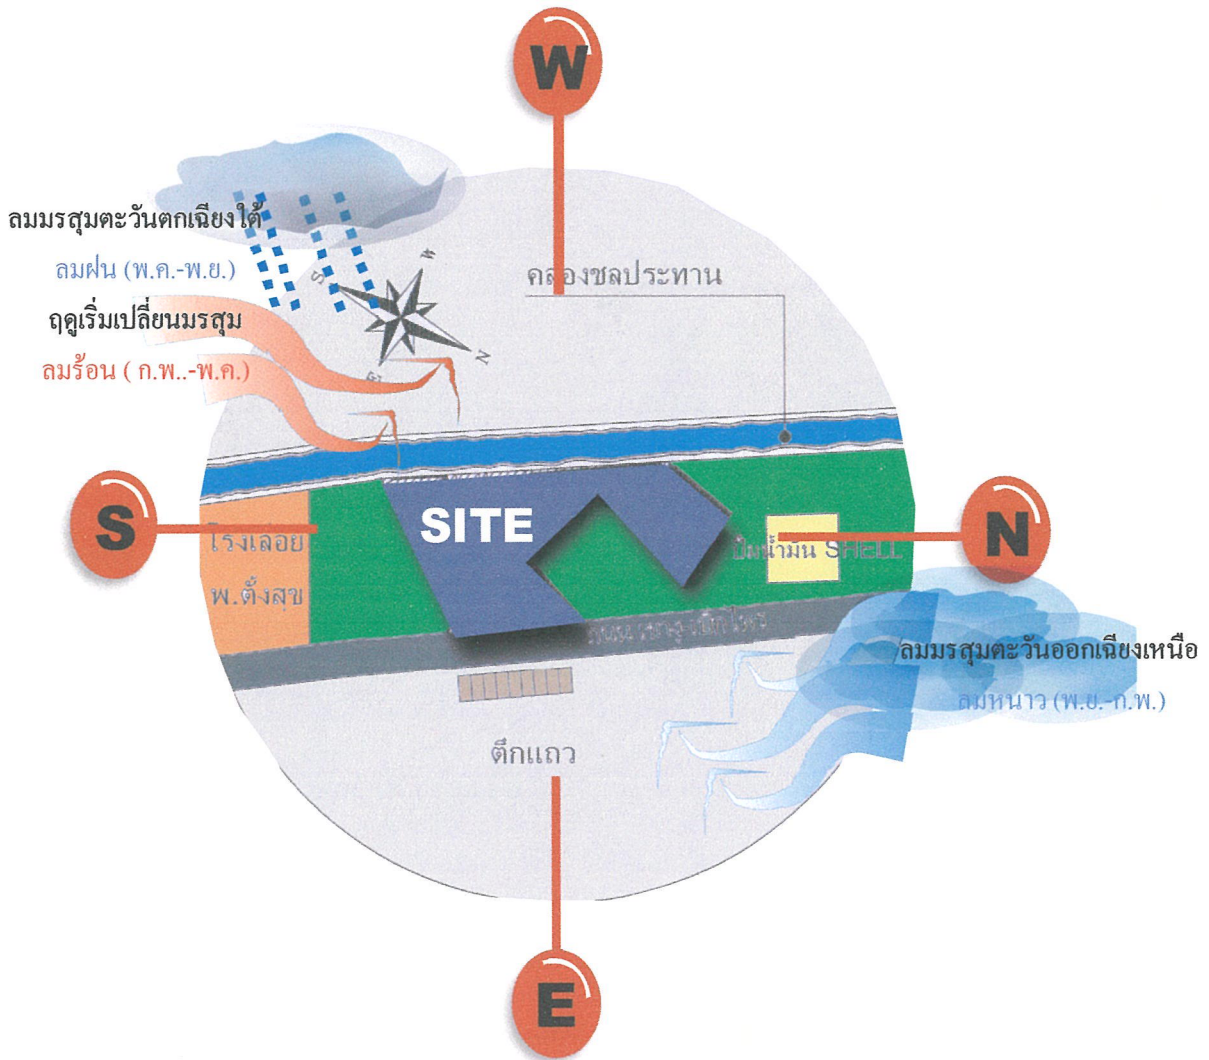 W
ลมมรสุมตะวันตกเฉียงใต้
ลมฝน (พ.ค.-พ.ย.)
ฤดูเริ่มเปลี่ยนมรสุม
ลมร้อน ( ก.พ..-พ.ค.)
S
W
N
E
คลองชลประทาน
S
SITE
N
โรงเลื่อย
พ.ตั้งสุข
ปั๊มน้ำมัน SHELL
ลมมรสุมตะวันออกเฉียงเหนือ
ลมหนาว (พ.ย.-ก.พ.)
ตึกแถว
E